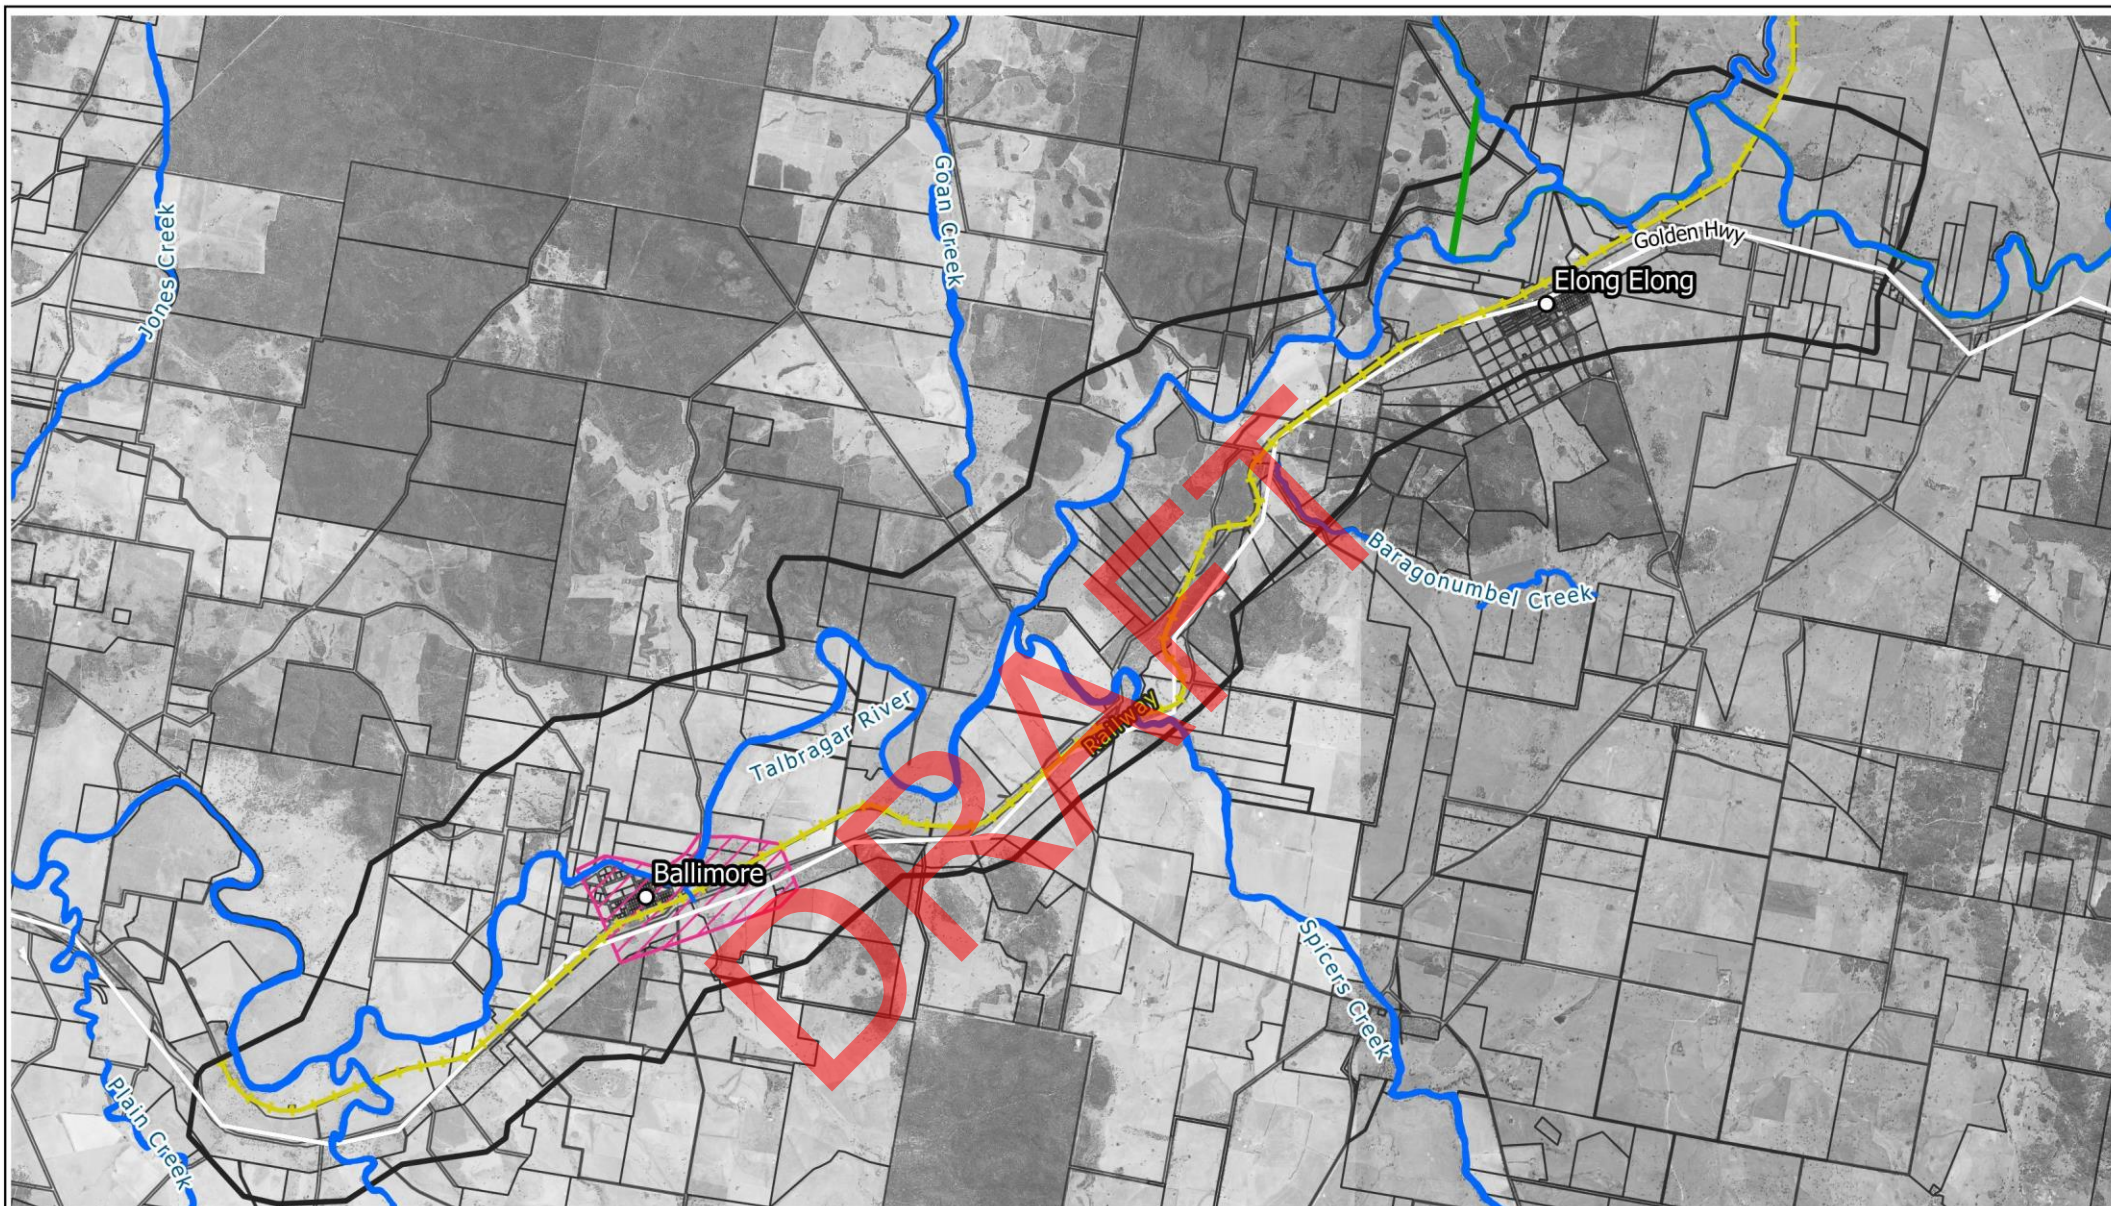 Goan Creek
Jones Creek
Golden Hwy
Elong Elong
Baragonumbel Creek
Talbragar River
Railway
Ballimore
Spicers Creek
Plain Creek
DRAFT